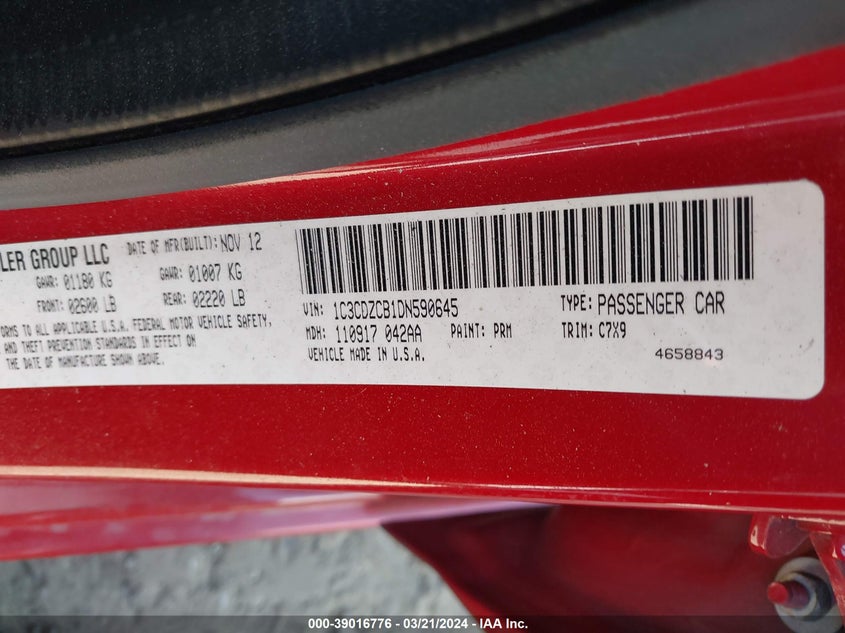 LER GROUP LLC DATE OF MFR(BUILT): NOV 12
GAWR: 01180 KG GAWR: 01007 KG
FRONT: 02600 LB REAR: 02220 LB
ORMS TO ALL APPLICABLE U.S.A. FEDERAL MOTOR VEHICLE SAFETY,
AND THEFT PREVENTION STANDARDS IN EFFECT ON
THE DATE OF MANUFACTURE SHOWN ABOVE.
VIN: 1C3CDZCB1DN590645 TYPE: PASSENGER CAR
MDH: 110917 042AA PAINT: PRM TRIM: C7X9
VEHICLE MADE IN U.S.A. 4658843
000-39016776 - 03/21/2024 - IAA Inc.